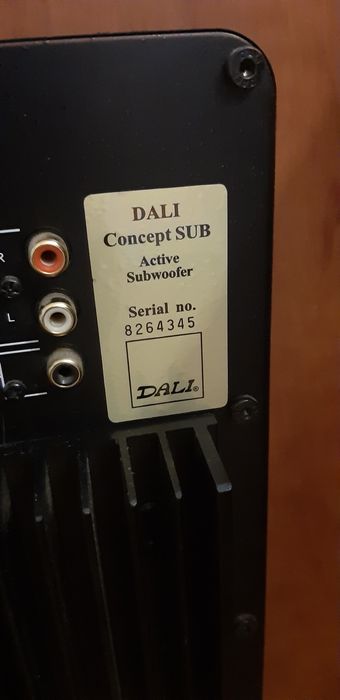 DALI
Concept SUB
Active
Subwoofer
Serial no.
8264345
DALI®
R
L